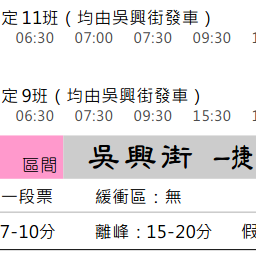 定 11班 ( 均由吳興街發車 )
06:30 07:00 07:30 09:30
定 9班 ( 均由吳興街發車 )
06:30 07:30 09:30 15:30
區間 吳興街 一捷
一段票 緩衝區：無
7-10分 離峰：15-20分 假